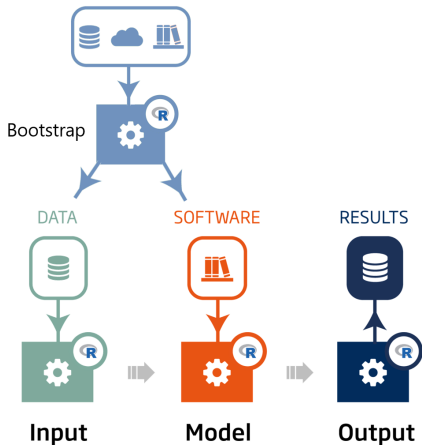 R
Bootstrap
DATA
SOFTWARE
RESULTS
R
R
R
Input
Model
Output